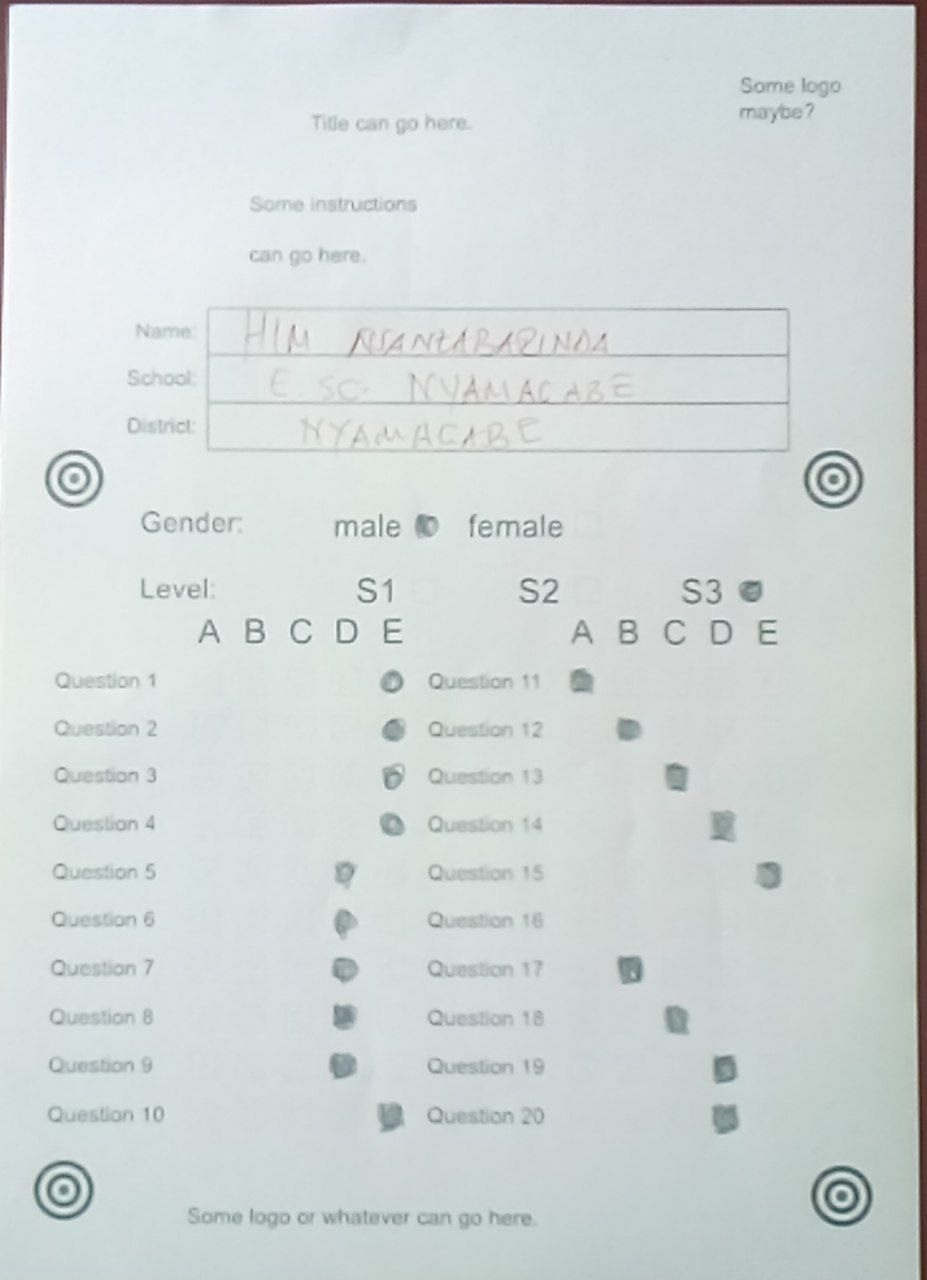 Some logo
maybe?
Title can go here.
Some instructions
can go here.
Name: HIM NSANZABARINDA
School: E. SC. NYAMAGABE
District: NYAMAGABE
Gender: male female
Level: S1 S2 S3
A B C D E A B C D E
Question 1 Question 11
Question 2 Question 12
Question 3 Question 13
Question 4 Question 14
Question 5 Question 15
Question 6 Question 16
Question 7 Question 17
Question 8 Question 18
Question 9 Question 19
Question 10 Question 20
Some logo or whatever can go here.